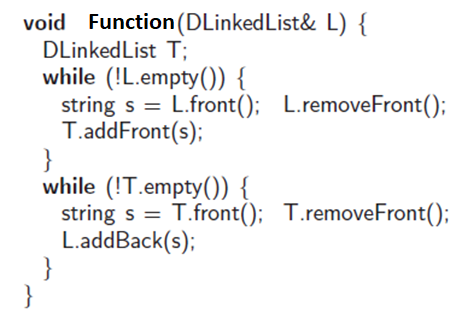 void Function(DLinkedList& L) {
DLinkedList T;
while (!L.empty()) {
string s = L.front(); L.removeFront();
T.addFront(s);
}
while (!T.empty()) {
string s = T.front(); T.removeFront();
L.addBack(s);
}
}